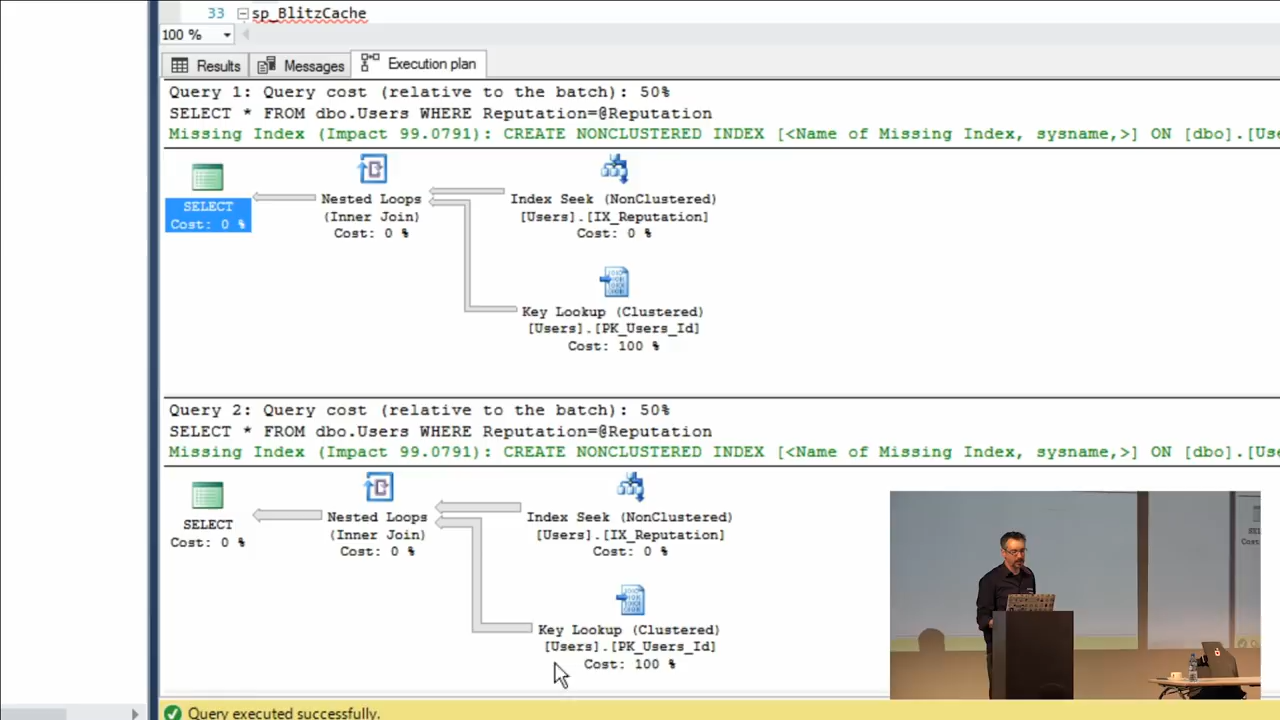 33 sp_BlitzCache
100 %
Results Messages Execution plan
Query 1: Query cost (relative to the batch): 50%
SELECT * FROM dbo.Users WHERE Reputation=@Reputation
Missing Index (Impact 99.0791): CREATE NONCLUSTERED INDEX [<Name of Missing Index, sysname,>] ON [dbo].[Use
SELECT
Cost: 0 %
Nested Loops
(Inner Join)
Cost: 0 %
Index Seek (NonClustered)
[Users].[IX_Reputation]
Cost: 0 %
Key Lookup (Clustered)
[Users].[PK_Users_Id]
Cost: 100 %
Query 2: Query cost (relative to the batch): 50%
SELECT * FROM dbo.Users WHERE Reputation=@Reputation
Missing Index (Impact 99.0791): CREATE NONCLUSTERED INDEX [<Name of Missing Index, sysname,>] ON [dbo].[Use
SELECT
Cost: 0 %
Nested Loops
(Inner Join)
Cost: 0 %
Index Seek (NonClustered)
[Users].[IX_Reputation]
Cost: 0 %
Key Lookup (Clustered)
[Users].[PK_Users_Id]
Cost: 100 %
Query executed successfully.